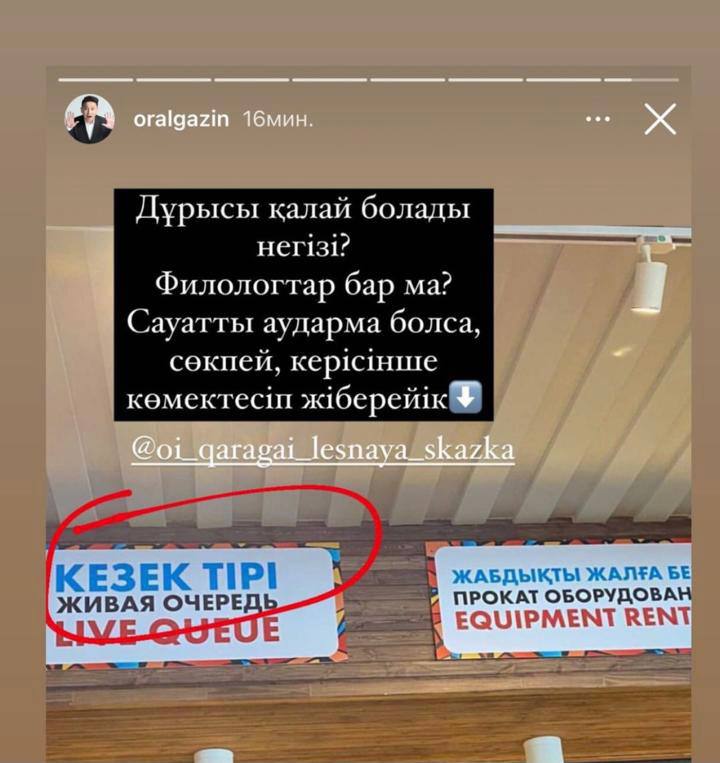 oralgazin 16мин.
Дұрысы қалай болады
негізі?
Филологтар бар ма?
Сауатты аударма болса,
сөкпей, керісінше
көмектесіп жіберейік⬇️
@oi_qaragai_lesnaya_skazka
КЕЗЕК ТІРІ
ЖИВАЯ ОЧЕРЕДЬ
LIVE QUEUE
ЖАБДЫҚТЫ ЖАЛҒА БЕ
ПРОКАТ ОБОРУДОВАН
EQUIPMENT RENT